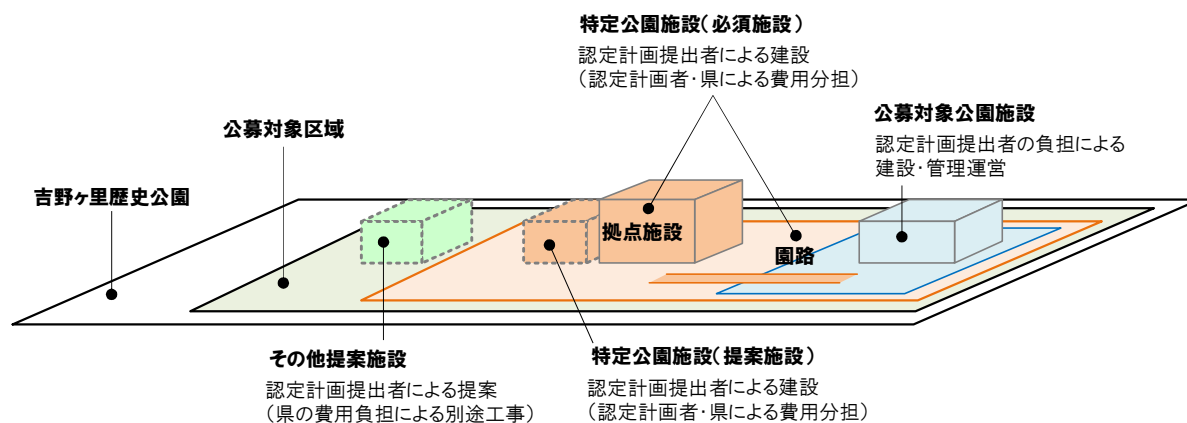 特定公園施設(必須施設)
認定計画提出者による建設
(認定計画者・県による費用分担)
公募対象公園施設
認定計画提出者の負担による
建設・管理運営
公募対象区域
吉野ヶ里歴史公園
拠点施設
園路
その他提案施設
認定計画提出者による提案
(県の費用負担による別途工事)
特定公園施設(提案施設)
認定計画提出者による建設
(認定計画者・県による費用分担)